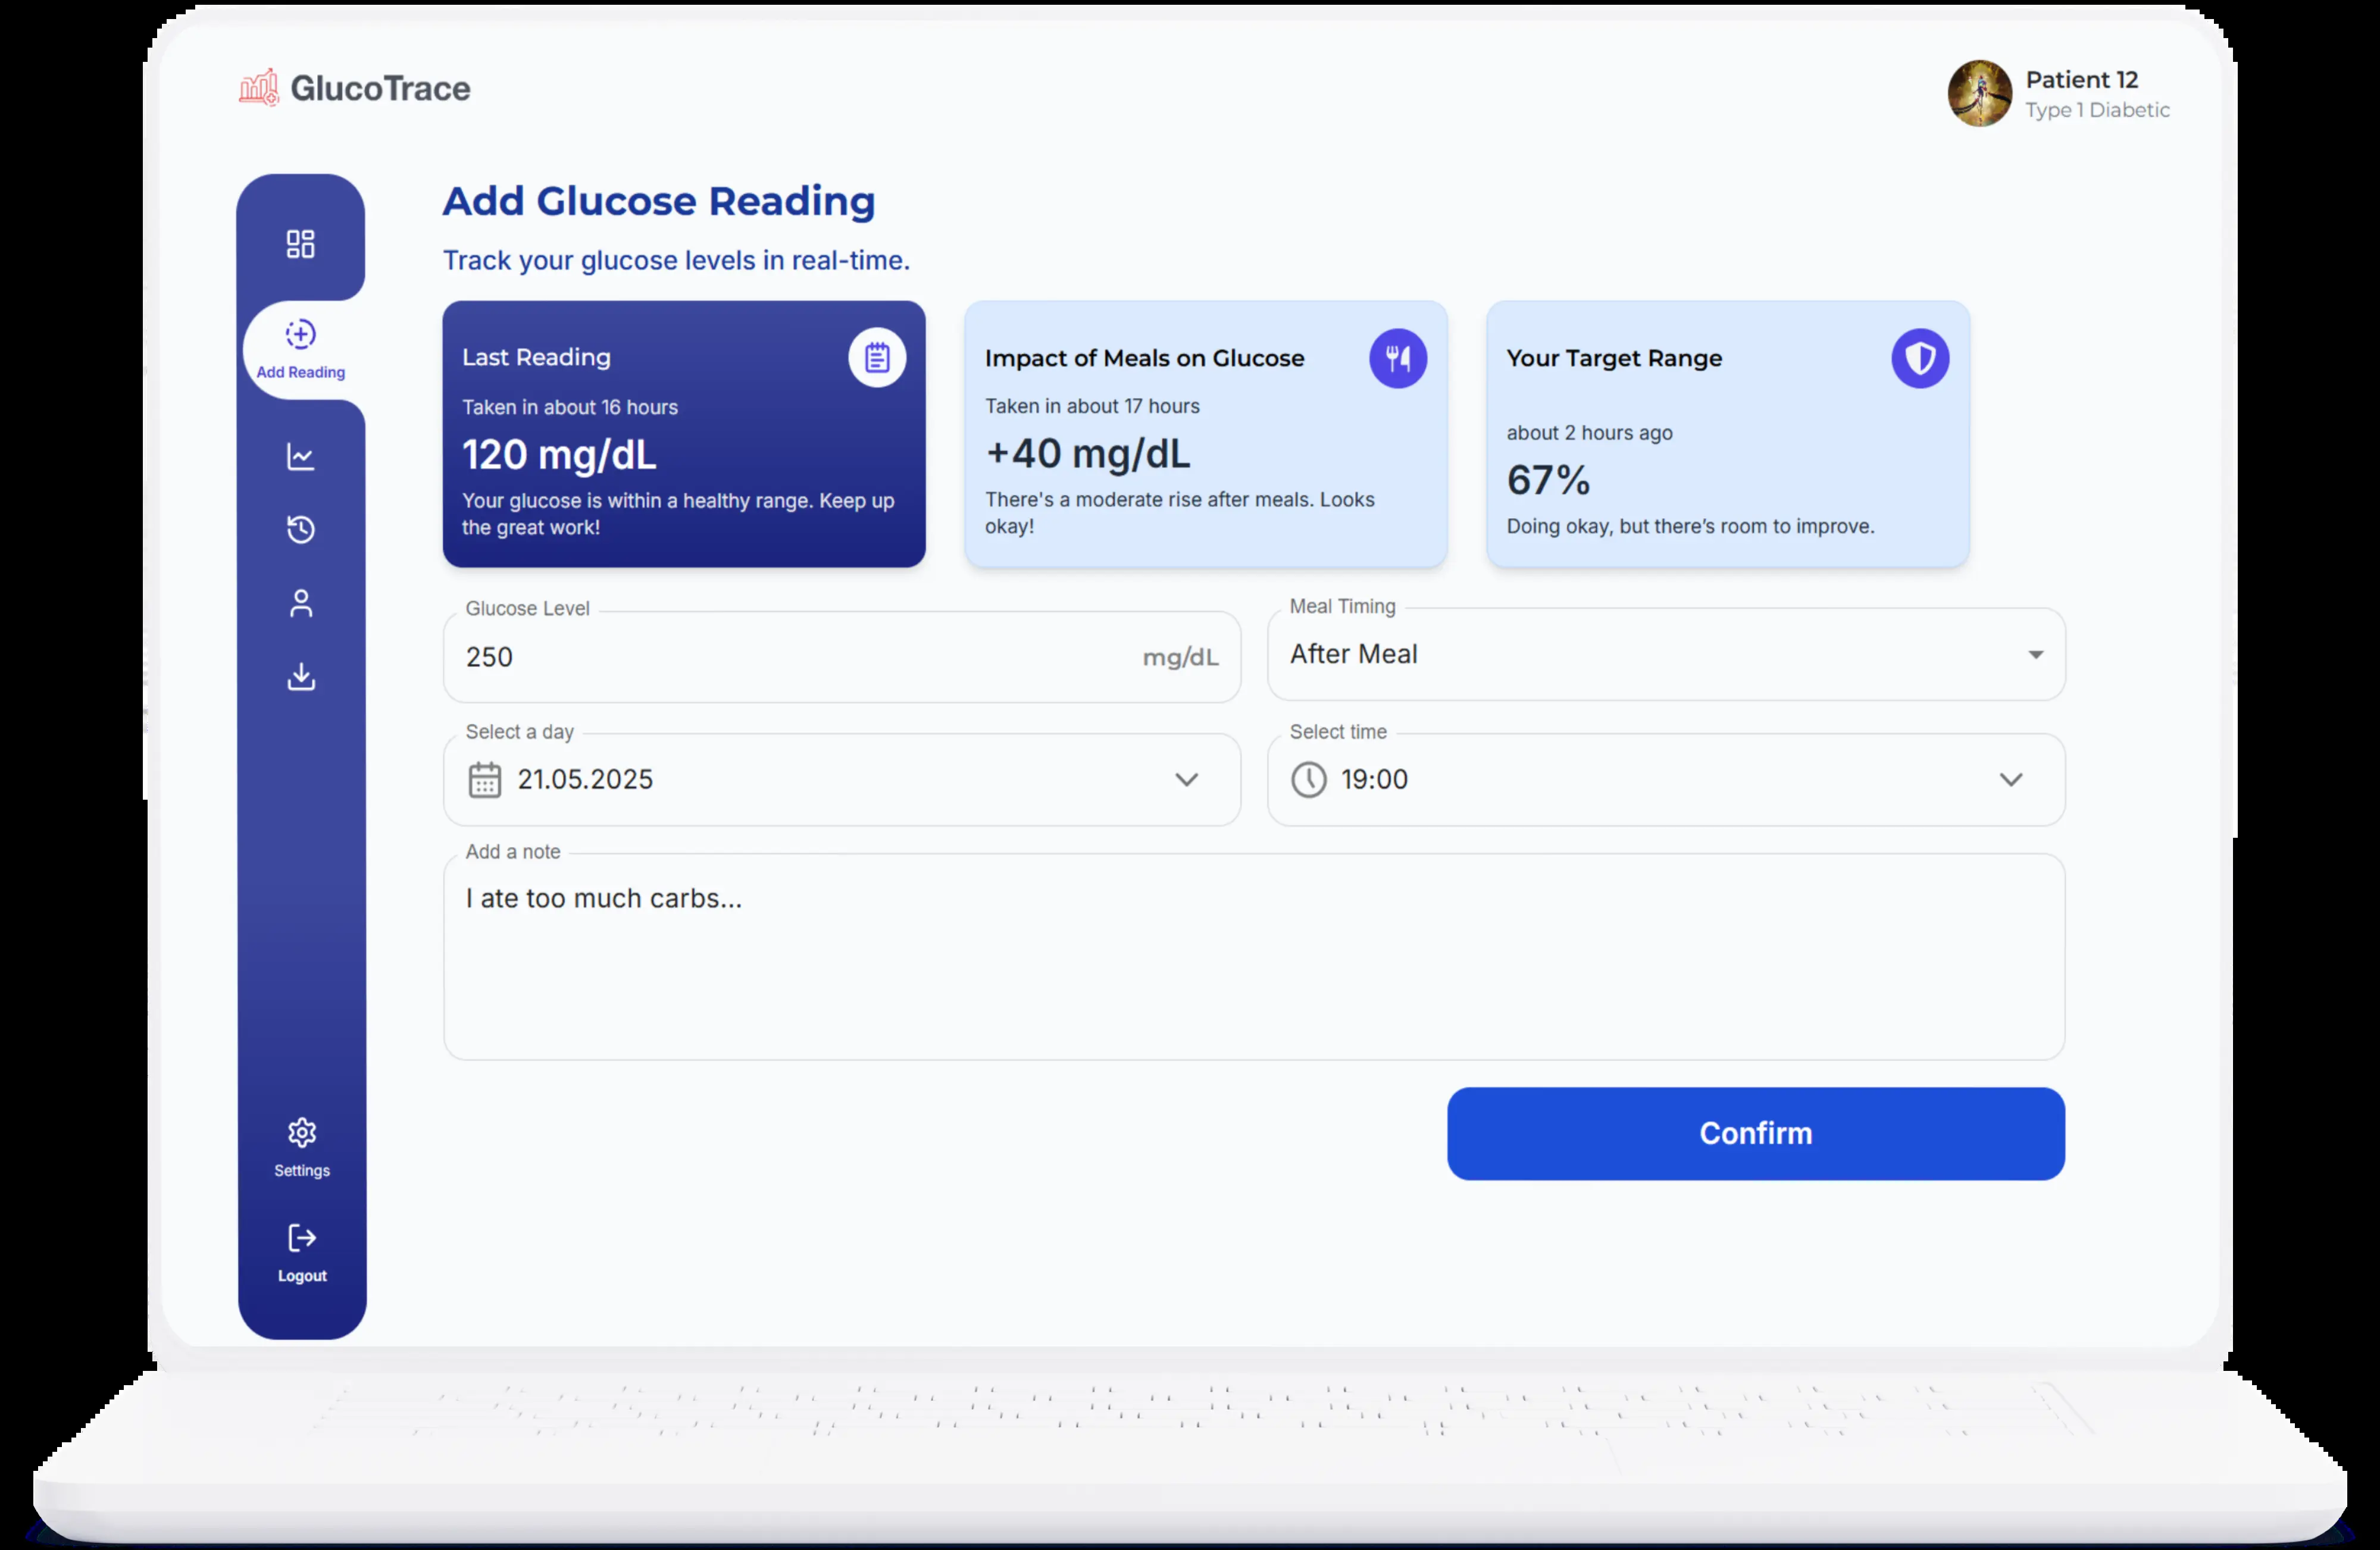 GlucoTrace
Patient 12
Type 1 Diabetic
Add Glucose Reading
Track your glucose levels in real-time.
Add Reading
Last Reading
Taken in about 16 hours
120 mg/dL
Your glucose is within a healthy range. Keep up
the great work!
Impact of Meals on Glucose
Taken in about 17 hours
+40 mg/dL
There's a moderate rise after meals. Looks
okay!
Your Target Range
about 2 hours ago
67%
Doing okay, but there’s room to improve.
Glucose Level
250
mg/dL
Meal Timing
After Meal
Select a day
21.05.2025
Select time
19:00
Add a note
I ate too much carbs...
Confirm
Settings
Logout